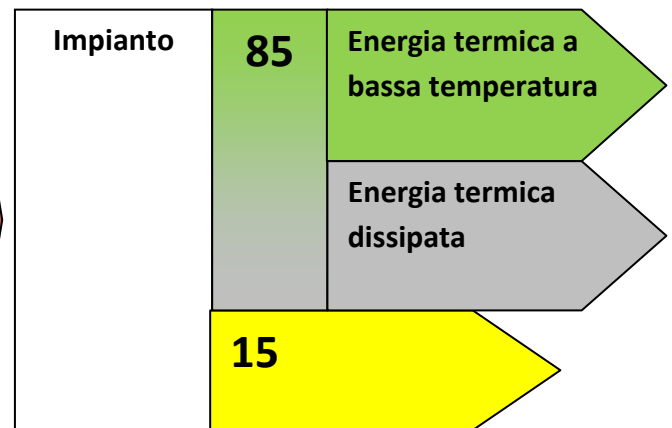 Impianto
85
Energia termica a
bassa temperatura
Energia termica
dissipata
15